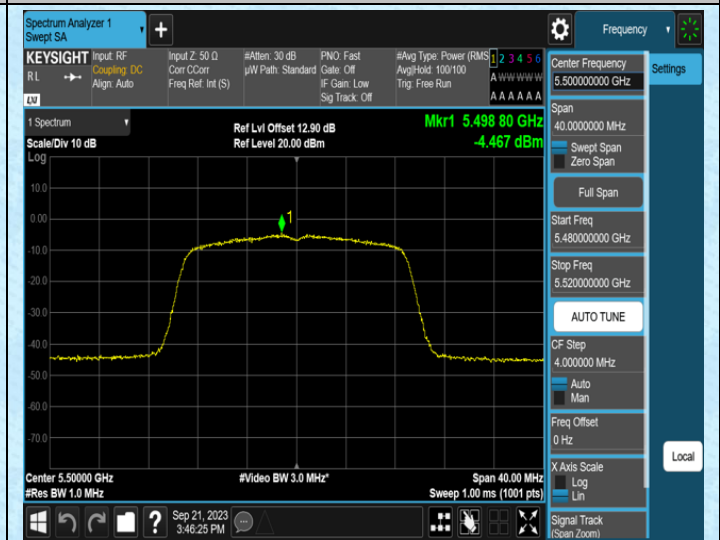 Spectrum Analyzer 1
Swept SA
+
Frequency
KEYSIGHT
RL
LXI
Input: RF
Coupling: DC
Align: Auto
Input Z: 50 Ω
Corr CCorr
Freq Ref: Int (S)
#Atten: 30 dB
µW Path: Standard
PNO: Fast
Gate: Off
IF Gain: Low
Sig Track: Off
#Avg Type: Power (RMS
Avg|Hold: 100/100
Trig: Free Run
1 2 3 4 5 6
A W W W W W
A A A A A A
1 Spectrum
Scale/Div 10 dB
Log
Ref Lvl Offset 12.90 dB
Ref Level 20.00 dBm
Mkr1 5.498 80 GHz
-4.467 dBm
10.0
0.00
-10.0
-20.0
-30.0
-40.0
-50.0
-60.0
-70.0
1
Center 5.50000 GHz
#Res BW 1.0 MHz
#Video BW 3.0 MHz*
Span 40.00 MHz
Sweep 1.00 ms (1001 pts)
Sep 21, 2023
3:46:25 PM
Center Frequency
5.500000000 GHz
Span
40.0000000 MHz
Swept Span
Zero Span
Full Span
Start Freq
5.480000000 GHz
Stop Freq
5.520000000 GHz
AUTO TUNE
CF Step
4.000000 MHz
Auto
Man
Freq Offset
0 Hz
X Axis Scale
Log
Lin
Signal Track
(Span Zoom)
Settings
Local